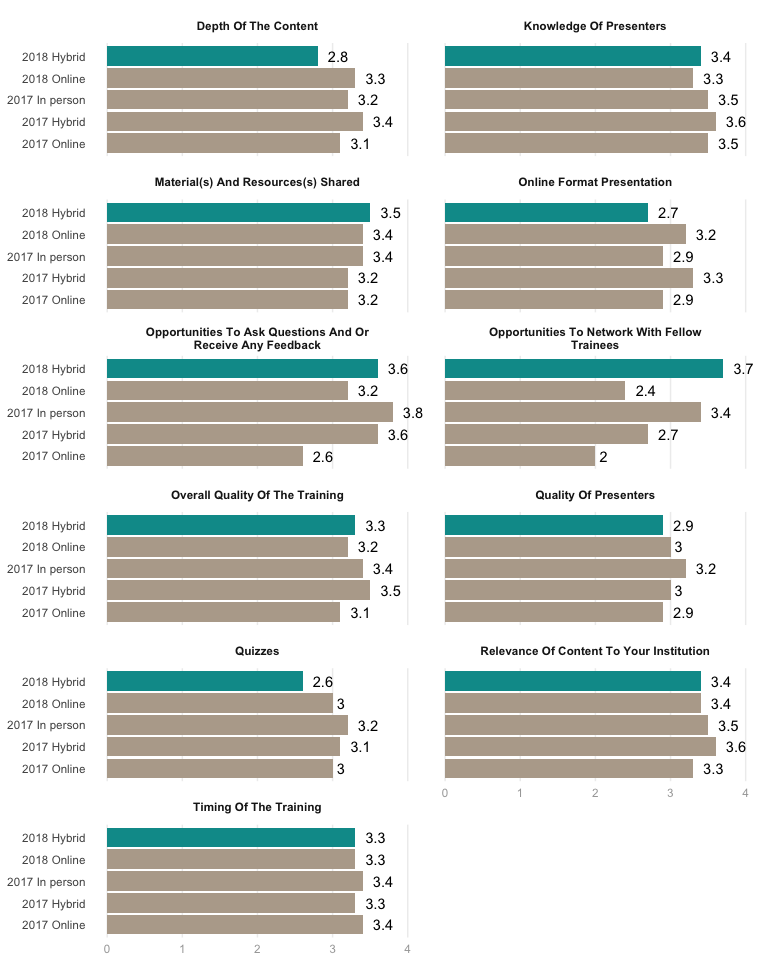 Depth Of The Content
2018 Hybrid 2.8
2018 Online 3.3
2017 In person 3.2
2017 Hybrid 3.4
2017 Online 3.1
Knowledge Of Presenters
3.4
3.3
3.5
3.6
3.5
Material(s) And Resources(s) Shared
2018 Hybrid 3.5
2018 Online 3.4
2017 In person 3.4
2017 Hybrid 3.2
2017 Online 3.2
Online Format Presentation
2.7
3.2
2.9
3.3
2.9
Opportunities To Ask Questions And Or
Receive Any Feedback
2018 Hybrid 3.6
2018 Online 3.2
2017 In person 3.8
2017 Hybrid 3.6
2017 Online 2.6
Opportunities To Network With Fellow
Trainees
3.7
2.4
3.4
2.7
2
Overall Quality Of The Training
2018 Hybrid 3.3
2018 Online 3.2
2017 In person 3.4
2017 Hybrid 3.5
2017 Online 3.1
Quality Of Presenters
2.9
3
3.2
3
2.9
Quizzes
2018 Hybrid 2.6
2018 Online 3
2017 In person 3.2
2017 Hybrid 3.1
2017 Online 3
Relevance Of Content To Your Institution
3.4
3.4
3.5
3.6
3.3
0 1 2 3 4
Timing Of The Training
2018 Hybrid 3.3
2018 Online 3.3
2017 In person 3.4
2017 Hybrid 3.3
2017 Online 3.4
0 1 2 3 4